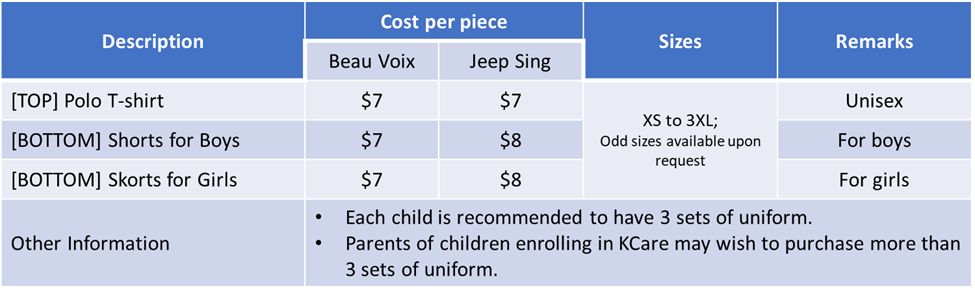 Description
Cost per piece
Sizes
Remarks
Beau Voix
Jeep Sing
[TOP] Polo T-shirt
$7
$7
XS to 3XL;
Odd sizes available upon
request
Unisex
[BOTTOM] Shorts for Boys
$7
$8
For boys
[BOTTOM] Skorts for Girls
$7
$8
For girls
Other Information
• Each child is recommended to have 3 sets of uniform.
• Parents of children enrolling in KCare may wish to purchase more than
3 sets of uniform.